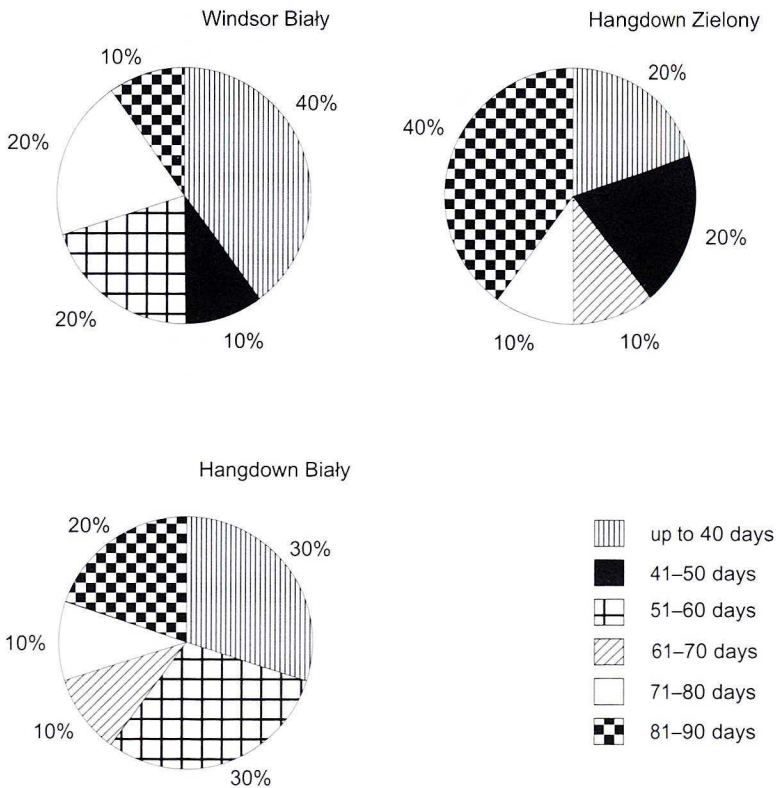 Windsor Biały
10%
40%
20%
20%
10%
Hangdown Zielony
20%
40%
20%
10%
10%
Hangdown Biały
20%
30%
10%
10%
30%
up to 40 days
41–50 days
51–60 days
61–70 days
71–80 days
81–90 days